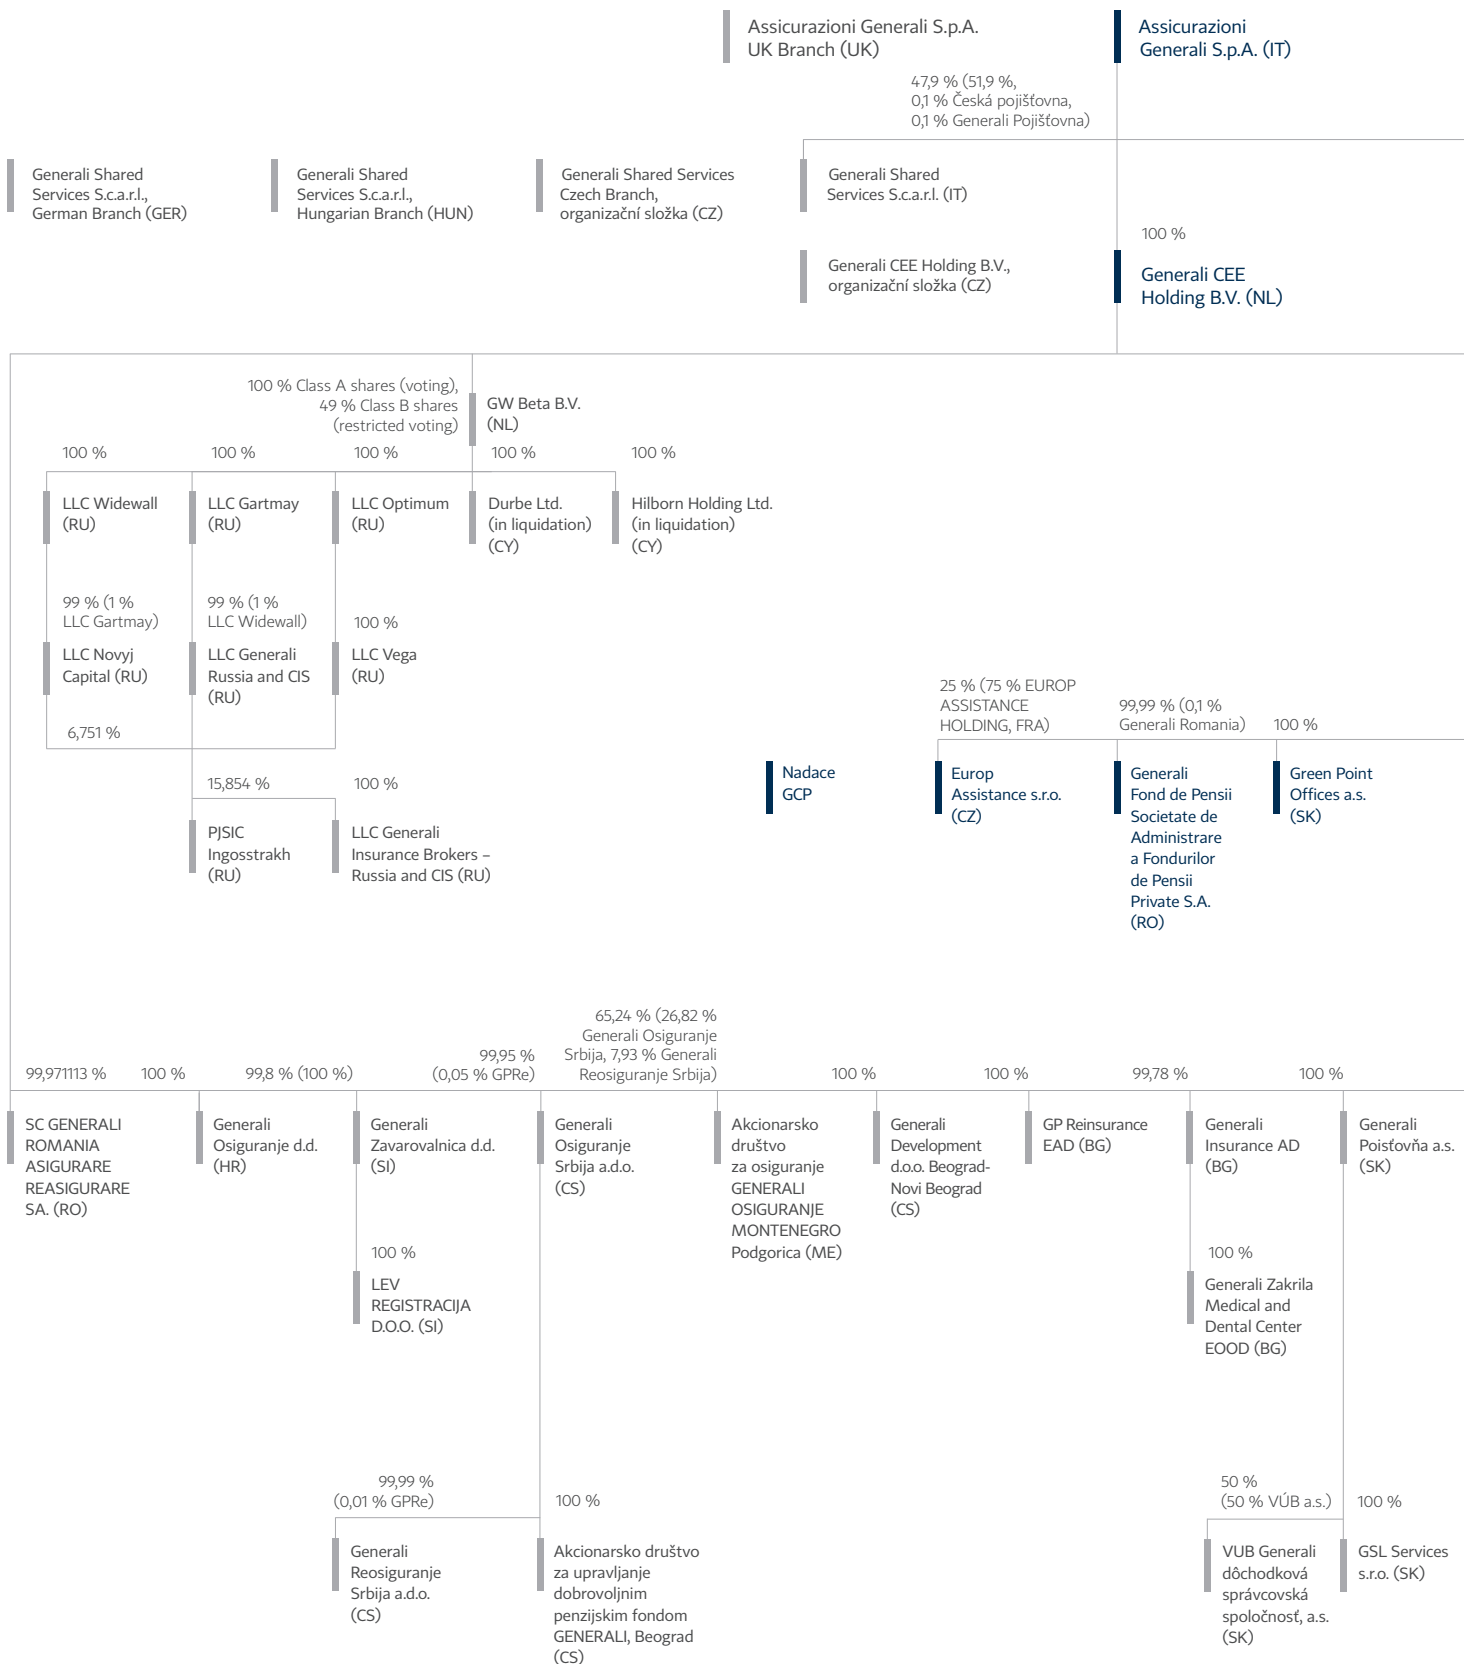 Assicurazioni Generali S.p.A.
UK Branch (UK)
Assicurazioni
Generali S.p.A. (IT)
47,9 % (51,9 %,
0,1 % Česká pojišťovna,
0,1 % Generali Pojišťovna)
Generali Shared
Services S.c.a.r.l.,
German Branch (GER)
Generali Shared
Services S.c.a.r.l.,
Hungarian Branch (HUN)
Generali Shared Services
Czech Branch,
organizační složka (CZ)
Generali Shared
Services S.c.a.r.l. (IT)
100 %
Generali CEE Holding B.V.,
organizační složka (CZ)
Generali CEE
Holding B.V. (NL)
100 % Class A shares (voting),
49 % Class B shares
(restricted voting)
GW Beta B.V.
(NL)
100 %
100 %
100 %
100 %
100 %
LLC Widewall
(RU)
LLC Gartmay
(RU)
LLC Optimum
(RU)
Durbe Ltd.
(in liquidation)
(CY)
Hilborn Holding Ltd.
(in liquidation)
(CY)
99 % (1 %
LLC Gartmay)
99 % (1 %
LLC Widewall)
100 %
LLC Novyj
Capital (RU)
LLC Generali
Russia and CIS
(RU)
LLC Vega
(RU)
6,751 %
15,854 %
100 %
PJSIC
Ingosstrakh
(RU)
LLC Generali
Insurance Brokers –
Russia and CIS (RU)
25 % (75 % EUROP
ASSISTANCE
HOLDING, FRA)
99,99 % (0,1 %
Generali Romania)
100 %
Nadace
GCP
Europ
Assistance s.r.o.
(CZ)
Generali
Fond de Pensii
Societate de
Administrare
a Fondurilor
de Pensii
Private S.A.
(RO)
Green Point
Offices a.s.
(SK)
99,971113 %
100 %
99,8 % (100 %)
99,95 %
(0,05 % GPRe)
65,24 % (26,82 %
Generali Osiguranje
Srbija, 7,93 % Generali
Reosiguranje Srbija)
100 %
100 %
99,78 %
100 %
SC GENERALI
ROMANIA
ASIGURARE
REASIGURARE
SA. (RO)
Generali
Osiguranje d.d.
(HR)
Generali
Zavarovalnica d.d.
(SI)
Generali
Osiguranje
Srbija a.d.o.
(CS)
Akcionarsko
društvo
za osiguranje
GENERALI
OSIGURANJE
MONTENEGRO
Podgorica (ME)
Generali
Development
d.o.o. Beograd-
Novi Beograd
(CS)
GP Reinsurance
EAD (BG)
Generali
Insurance AD
(BG)
Generali
Poisťovňa a.s.
(SK)
100 %
LEV
REGISTRACIJA
D.O.O. (SI)
100 %
Generali Zakrila
Medical and
Dental Center
EOOD (BG)
99,99 %
(0,01 % GPRe)
100 %
50 %
(50 % VÚB a.s.)
100 %
Generali
Reosiguranje
Srbija a.d.o.
(CS)
Akcionarsko društvo
za upravljanje
dobrovoljnim
penzijskim fondom
GENERALI, Beograd
(CS)
VUB Generali
dôchodková
správcovská
spoločnosť, a.s.
(SK)
GSL Services
s.r.o. (SK)